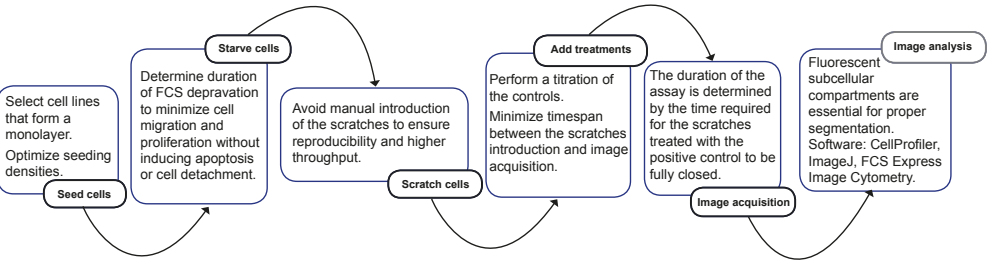 Select cell lines
that form a
monolayer.
Optimize seeding
densities.
Seed cells
Starve cells
Determine duration
of FCS depravation
to minimize cell
migration and
proliferation without
inducing apoptosis
or cell detachment.
Avoid manual introduction
of the scratches to ensure
reproducibility and higher
throughput.
Scratch cells
Add treatments
Perform a titration of
the controls.
Minimize timespan
between the scratches
introduction and image
acquisition.
The duration of the
assay is determined
by the time required
for the scratches
treated with the
positive control to be
fully closed.
Image acquisition
Image analysis
Fluorescent
subcellular
compartments are
essential for proper
segmentation.
Software: CellProfiler,
ImageJ, FCS Express
Image Cytometry.